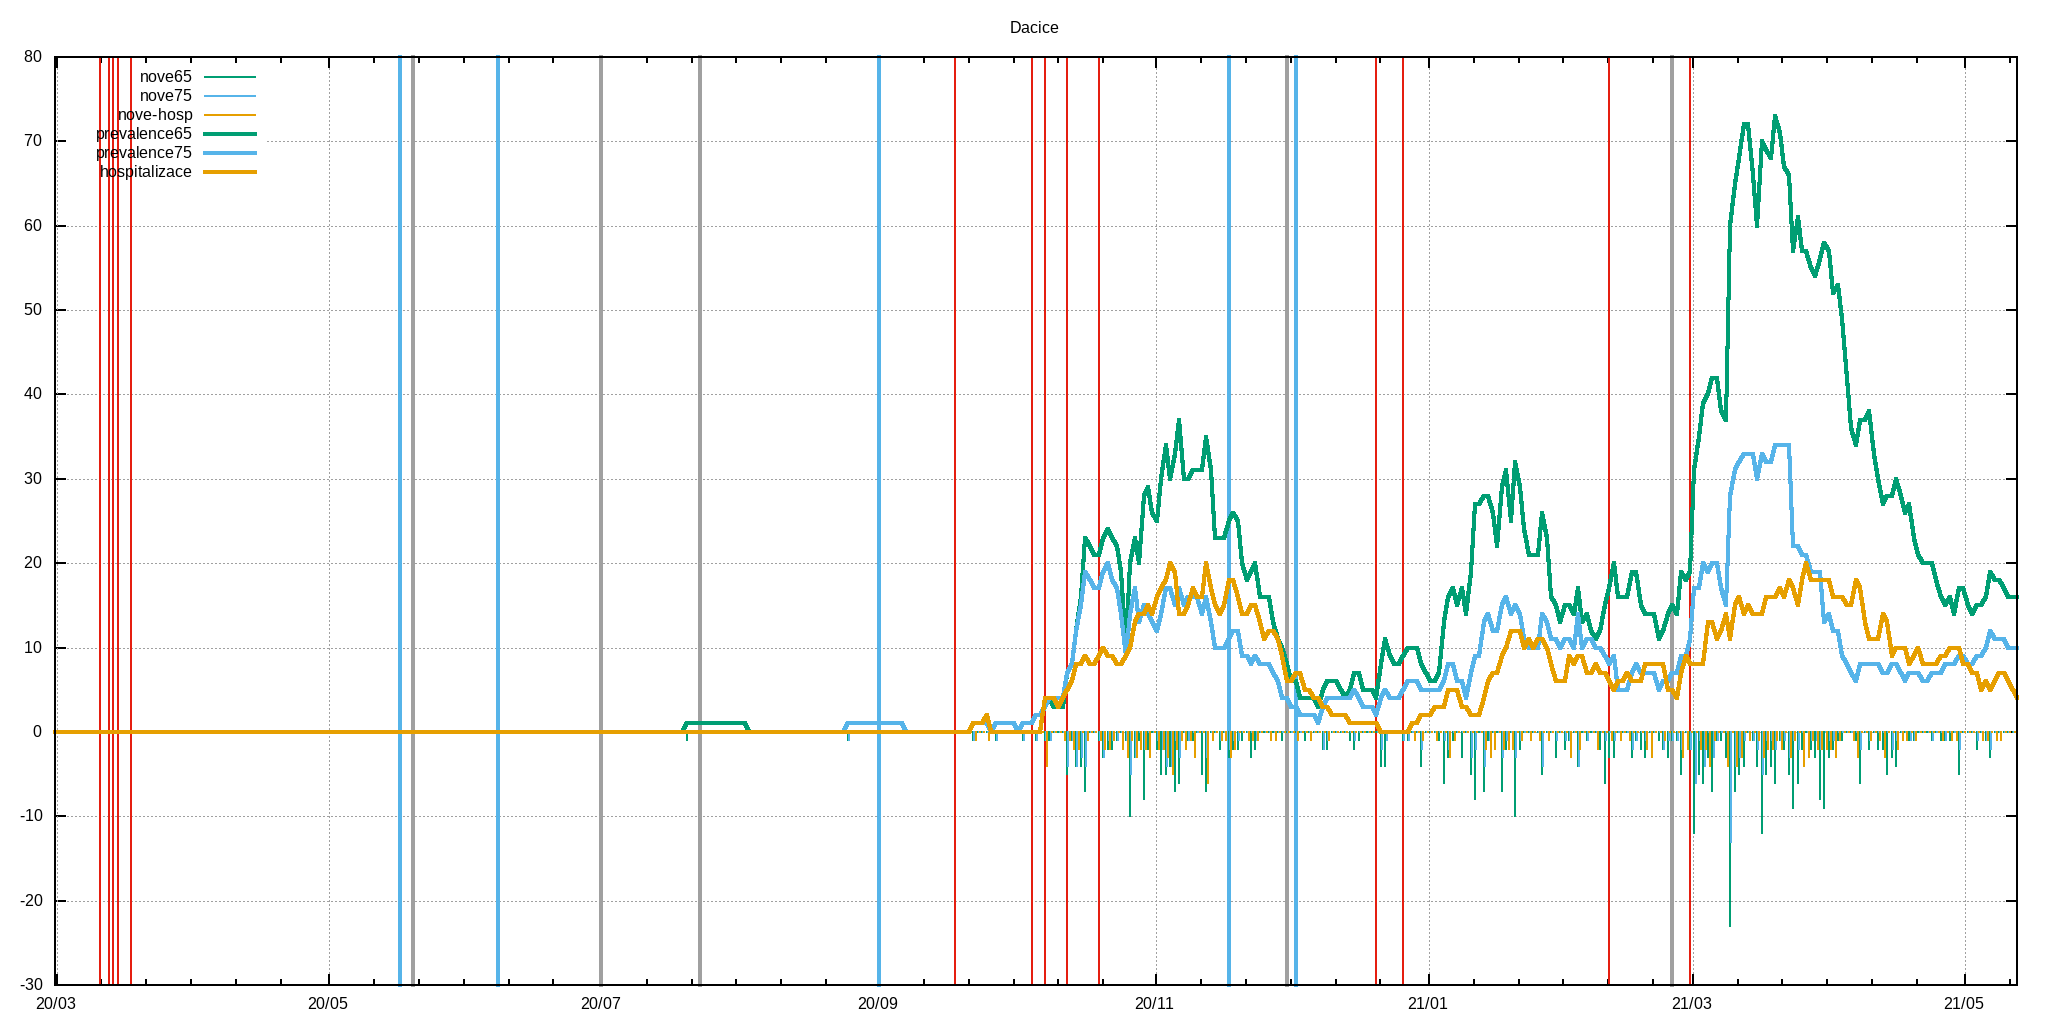 Dacice
80
nove65
nove75
nove-hosp
70
prevalence65
prevalence75
hospitalizace
60
50
40
30
20
10
0
-10
-20
-30
20/03 20/05 20/07 20/09 20/11 21/01 21/03 21/05